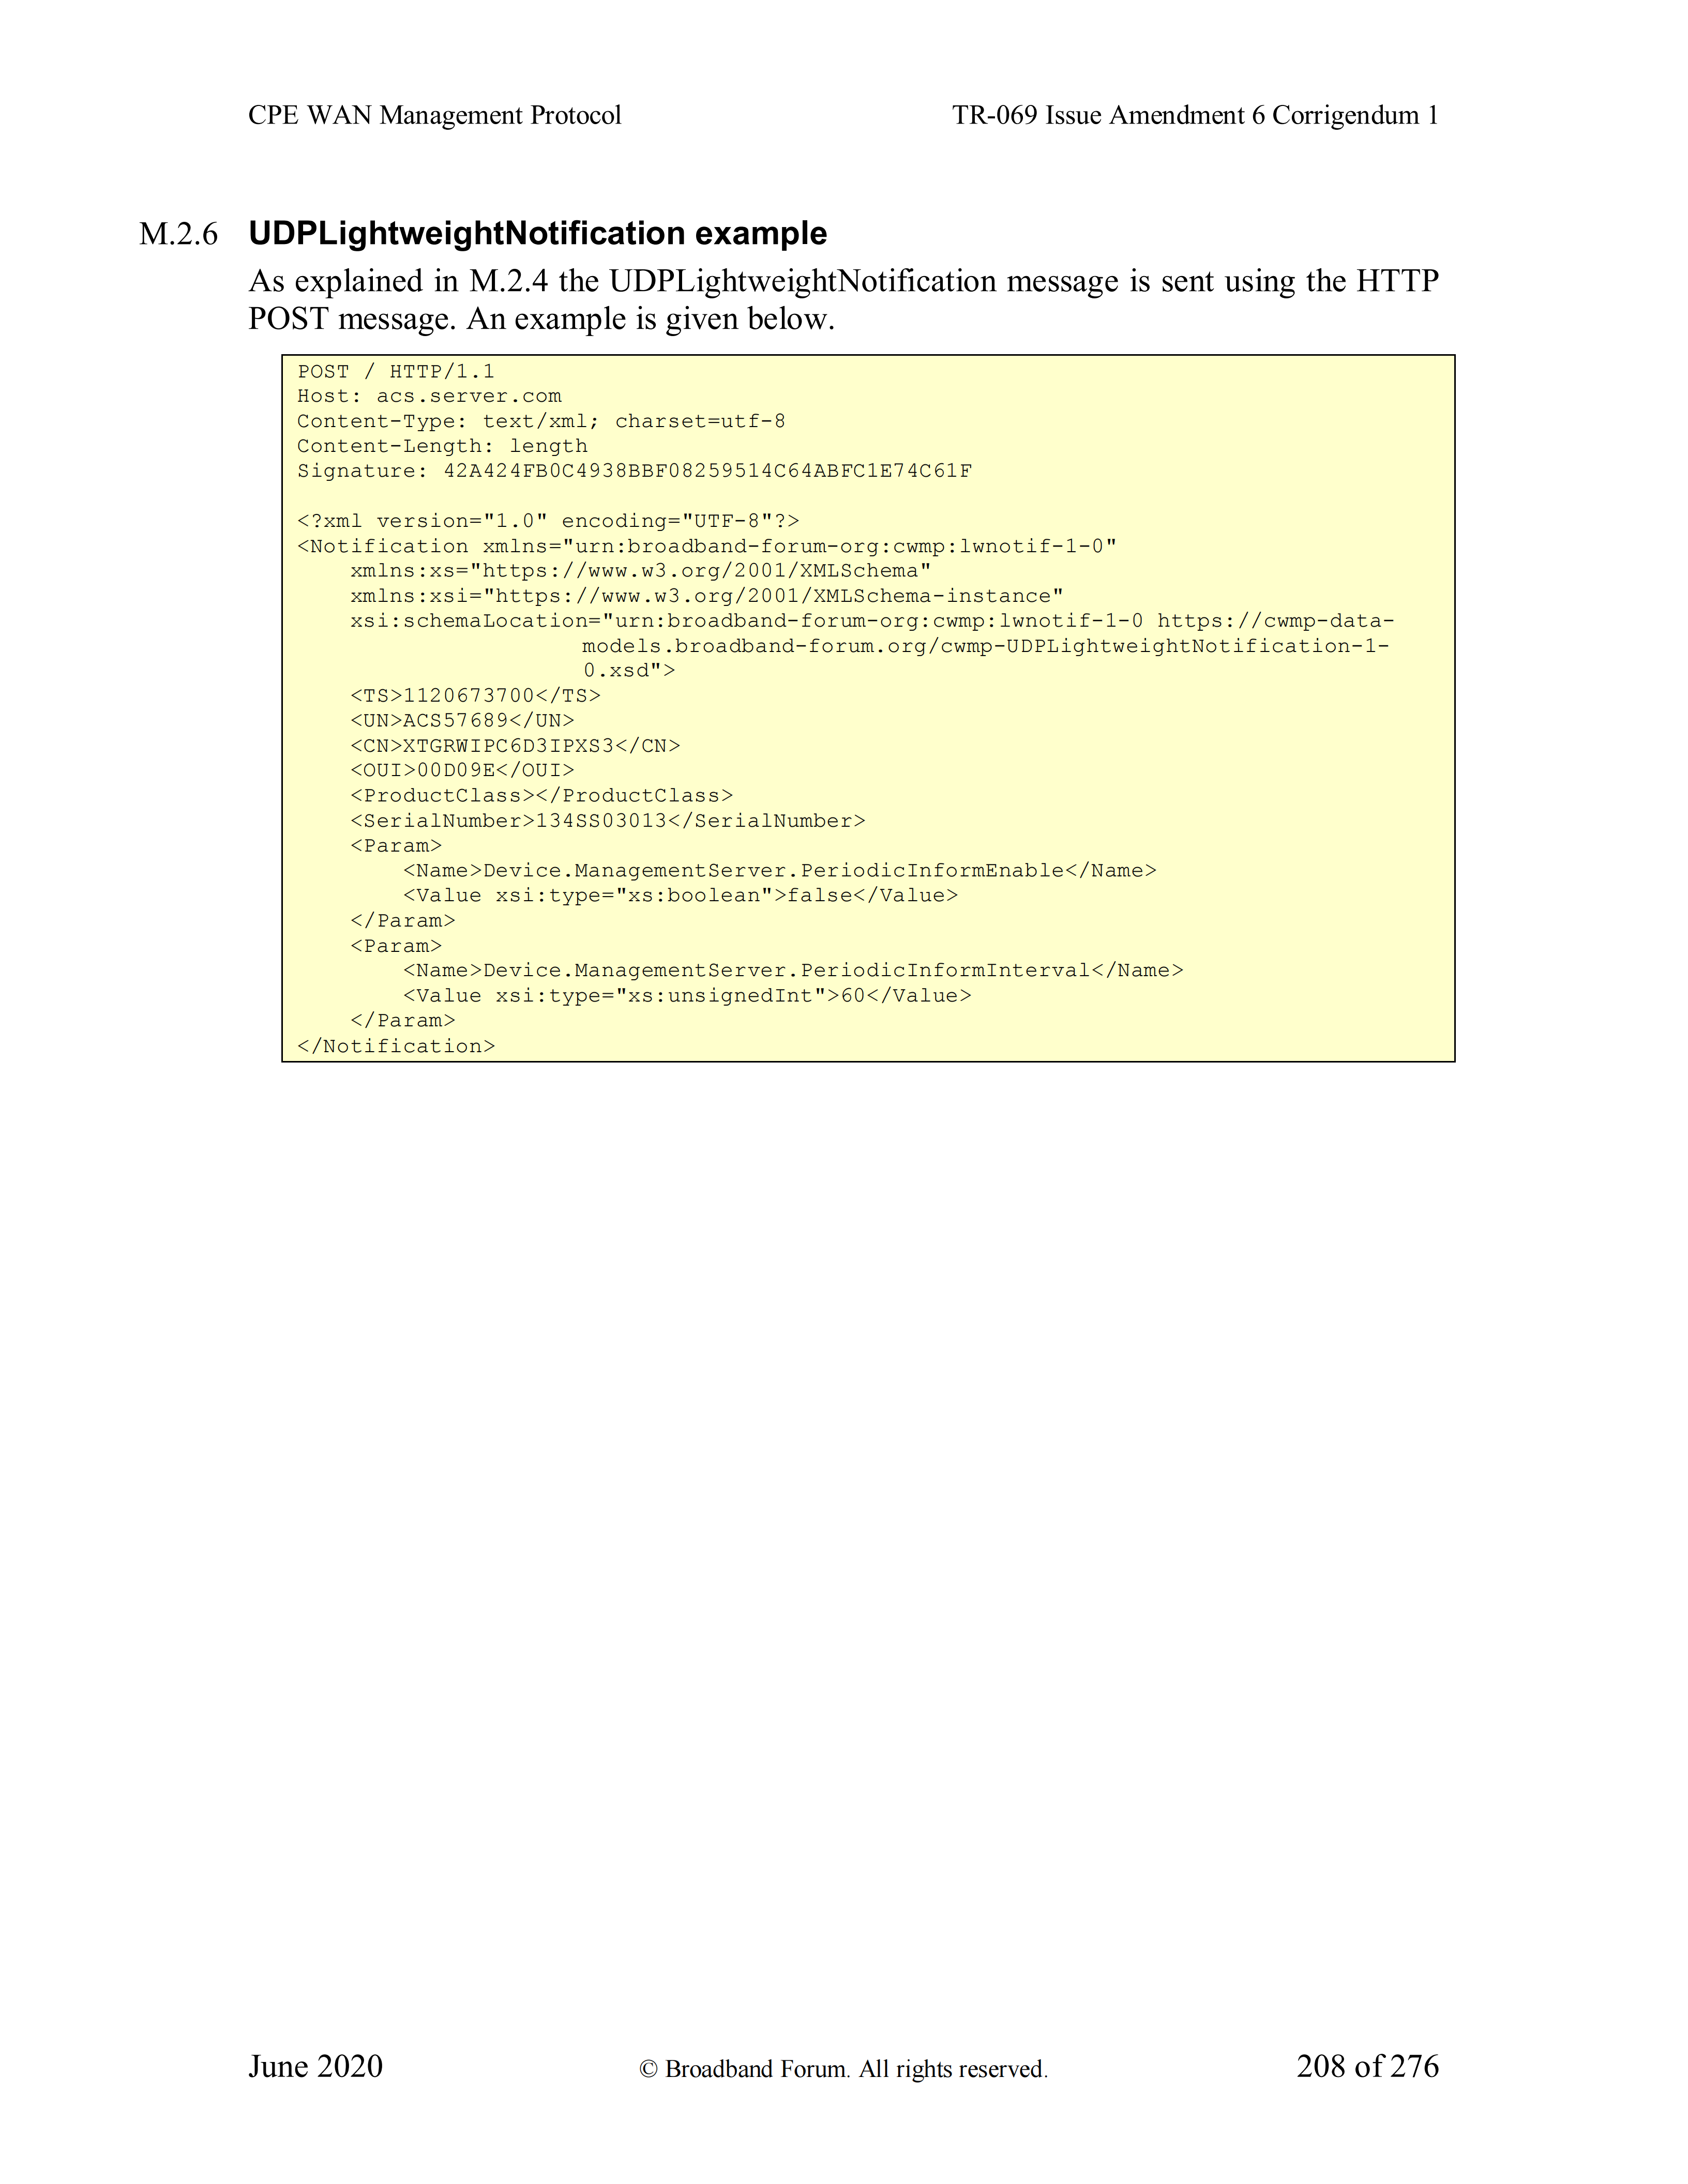 CPE WAN Management Protocol TR-069 Issue Amendment 6 Corrigendum 1
M.2.6 UDPLightweightNotification example
As explained in M.2.4 the UDPLightweightNotification message is sent using the HTTP
POST message. An example is given below.
POST / HTTP/1.1
Host: acs.server.com
Content-Type: text/xml; charset=utf-8
Content-Length: length
Signature: 42A424FB0C4938BBF08259514C64ABFC1E74C61F
<?xml version="1.0" encoding="UTF-8"?>
<Notification xmlns="urn:broadband-forum-org:cwmp:lwnotif-1-0"
xmlns:xs="https://www.w3.org/2001/XMLSchema"
xmlns:xsi="https://www.w3.org/2001/XMLSchema-instance"
xsi:schemaLocation="urn:broadband-forum-org:cwmp:lwnotif-1-0 https://cwmp-data-
models.broadband-forum.org/cwmp-UDPLightweightNotification-1-
0.xsd">
<TS>1120673700</TS>
<UN>ACS57689</UN>
<CN>XTGRWIPC6D3IPXS3</CN>
<OUI>00D09E</OUI>
<ProductClass></ProductClass>
<SerialNumber>134SS03013</SerialNumber>
<Param>
<Name>Device.ManagementServer.PeriodicInformEnable</Name>
<Value xsi:type="xs:boolean">false</Value>
</Param>
<Param>
<Name>Device.ManagementServer.PeriodicInformInterval</Name>
<Value xsi:type="xs:unsignedInt">60</Value>
</Param>
</Notification>
June 2020 © Broadband Forum. All rights reserved. 208 of 276